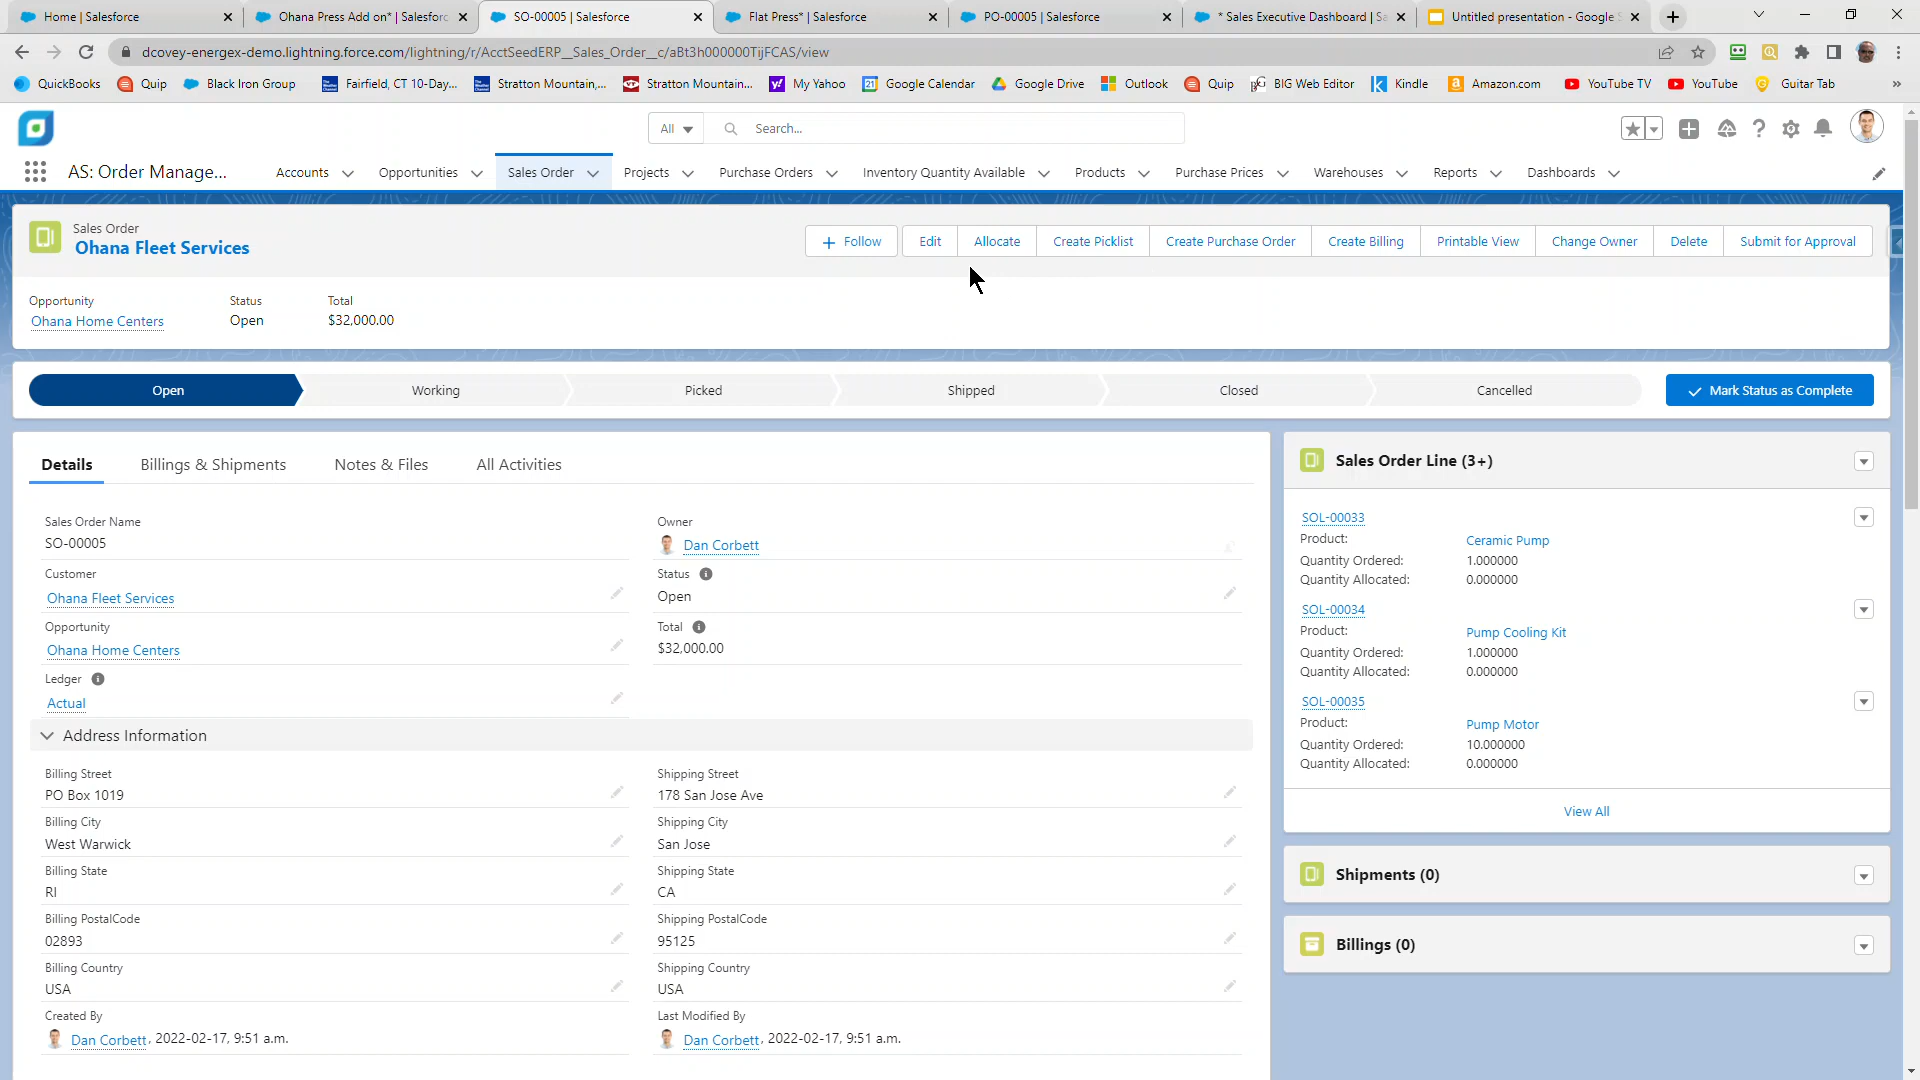 Home | Salesforce
Ohana Press Add on* | Salesforc
SO-00005 | Salesforce
Flat Press* | Salesforce
PO-00005 | Salesforce
* Sales Executive Dashboard | Sa
Untitled presentation - Google S
dcovey-energex-demo.lightning.force.com/lightning/r/AcctSeedERP__Sales_Order__c/aBt3h000000TijFCAS/view
QuickBooks
Quip
Black Iron Group
Fairfield, CT 10-Day...
Stratton Mountain,...
Stratton Mountain...
My Yahoo
Google Calendar
Google Drive
Outlook
Quip
BIG Web Editor
Kindle
Amazon.com
YouTube TV
YouTube
Guitar Tab
»
All
Search...
AS: Order Manage...
Accounts
Opportunities
Sales Order
Projects
Purchase Orders
Inventory Quantity Available
Products
Purchase Prices
Warehouses
Reports
Dashboards
Sales Order
Ohana Fleet Services
+ Follow
Edit
Allocate
Create Picklist
Create Purchase Order
Create Billing
Printable View
Change Owner
Delete
Submit for Approval
Opportunity
Ohana Home Centers
Status
Open
Total
$32,000.00
Open
Working
Picked
Shipped
Closed
Cancelled
Mark Status as Complete
Details
Billings & Shipments
Notes & Files
All Activities
Sales Order Name
SO-00005
Owner
Dan Corbett
Customer
Ohana Fleet Services
Status
Open
Opportunity
Ohana Home Centers
Total
$32,000.00
Ledger
Actual
Address Information
Billing Street
PO Box 1019
Shipping Street
178 San Jose Ave
Billing City
West Warwick
Shipping City
San Jose
Billing State
RI
Shipping State
CA
Billing PostalCode
02893
Shipping PostalCode
95125
Billing Country
USA
Shipping Country
USA
Created By
Dan Corbett, 2022-02-17, 9:51 a.m.
Last Modified By
Dan Corbett, 2022-02-17, 9:51 a.m.
Sales Order Line (3+)
SOL-00033
Product: Ceramic Pump
Quantity Ordered: 1.000000
Quantity Allocated: 0.000000
SOL-00034
Product: Pump Cooling Kit
Quantity Ordered: 1.000000
Quantity Allocated: 0.000000
SOL-00035
Product: Pump Motor
Quantity Ordered: 10.000000
Quantity Allocated: 0.000000
View All
Shipments (0)
Billings (0)